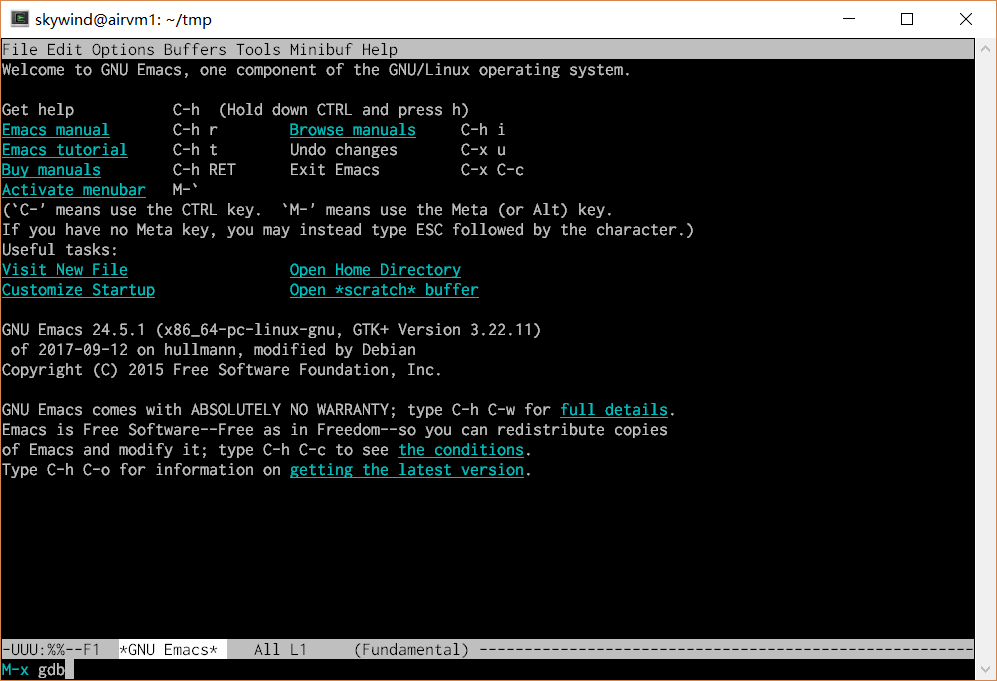 skywind@airvm1: ~/tmp
File Edit Options Buffers Tools Minibuf Help
Welcome to GNU Emacs, one component of the GNU/Linux operating system.
Get help C-h (Hold down CTRL and press h)
Emacs manual C-h r Browse manuals C-h i
Emacs tutorial C-h t Undo changes C-x u
Buy manuals C-h RET Exit Emacs C-x C-c
Activate menubar M-`
(‘C-’ means use the CTRL key. ‘M-’ means use the Meta (or Alt) key.
If you have no Meta key, you may instead type ESC followed by the character.)
Useful tasks:
Visit New File Open Home Directory
Customize Startup Open *scratch* buffer
GNU Emacs 24.5.1 (x86_64-pc-linux-gnu, GTK+ Version 3.22.11)
of 2017-09-12 on hullmann, modified by Debian
Copyright (C) 2015 Free Software Foundation, Inc.
GNU Emacs comes with ABSOLUTELY NO WARRANTY; type C-h C-w for full details.
Emacs is Free Software--Free as in Freedom--so you can redistribute copies
of Emacs and modify it; type C-h C-c to see the conditions.
Type C-h C-o for information on getting the latest version.
-UUU:%%--F1 *GNU Emacs* All L1 (Fundamental) -------------------------------------------------------
M-x gdb